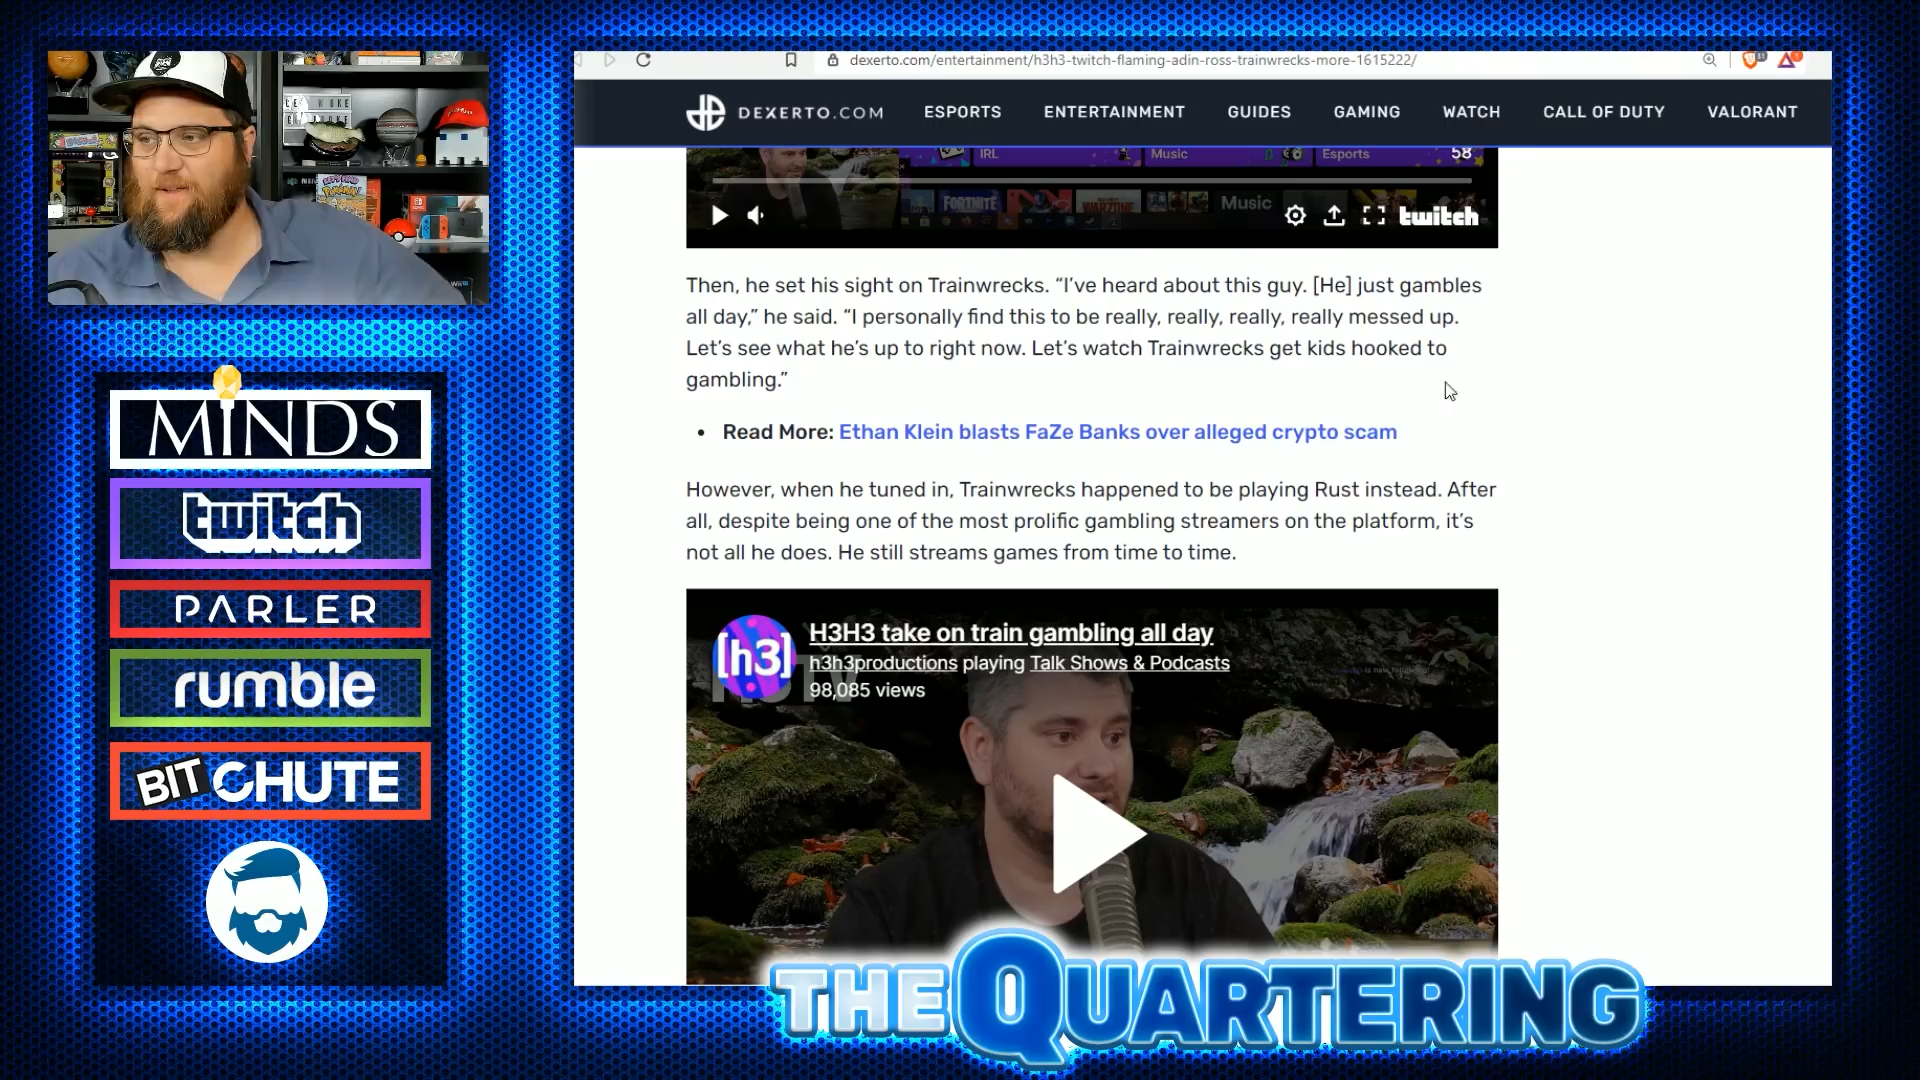 dexerto.com/entertainment/h3h3-twitch-flaming-adin-ross-trainwrecks-more-1615222/
DEXERTO.COM ESPORTS ENTERTAINMENT GUIDES GAMING WATCH CALL OF DUTY VALORANT
IRL Music Esports 58
FORTNITE WARZONE Music
twitch
Then, he set his sight on Trainwrecks. “I’ve heard about this guy. [He] just gambles
all day,” he said. “I personally find this to be really, really, really, really messed up.
Let’s see what he’s up to right now. Let’s watch Trainwrecks get kids hooked to
gambling.”
• Read More: Ethan Klein blasts FaZe Banks over alleged crypto scam
However, when he tuned in, Trainwrecks happened to be playing Rust instead. After
all, despite being one of the most prolific gambling streamers on the platform, it’s
not all he does. He still streams games from time to time.
[h3]
H3H3 take on train gambling all day
h3h3productions playing Talk Shows & Podcasts
98,085 views
MINDS
twitch
PARLER
rumble
BITCHUTE
THE QUARTERING